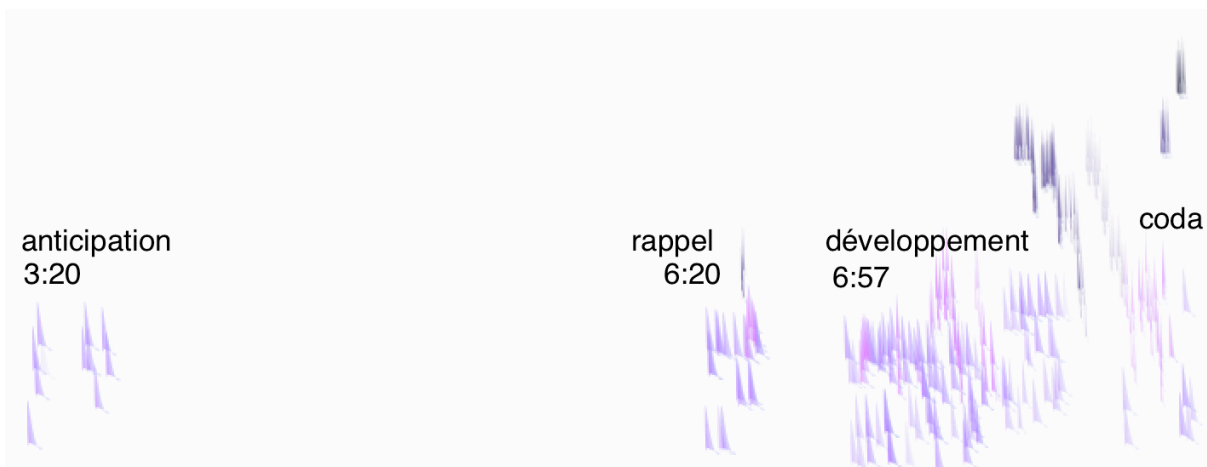 anticipation
3:20
rappel
6:20
développement
6:57
coda